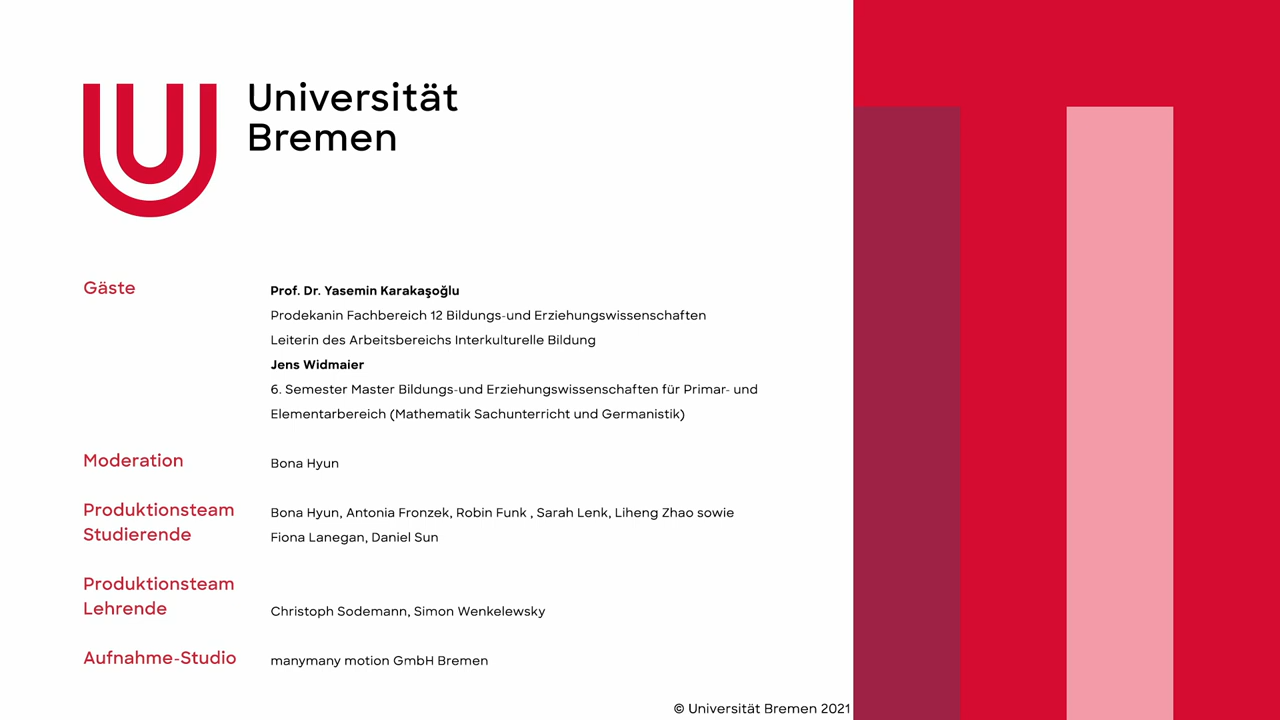 Universität
Bremen
Gäste
Prof. Dr. Yasemin Karakaşoğlu
Prodekanin Fachbereich 12 Bildungs-und Erziehungswissenschaften
Leiterin des Arbeitsbereichs Interkulturelle Bildung
Jens Widmaier
6. Semester Master Bildungs-und Erziehungswissenschaften für Primar- und
Elementarbereich (Mathematik Sachunterricht und Germanistik)
Moderation
Bona Hyun
Produktionsteam
Studierende
Bona Hyun, Antonia Fronzek, Robin Funk , Sarah Lenk, Liheng Zhao sowie
Fiona Lanegan, Daniel Sun
Produktionsteam
Lehrende
Christoph Sodemann, Simon Wenkelewsky
Aufnahme-Studio
manymany motion GmbH Bremen
© Universität Bremen 2021